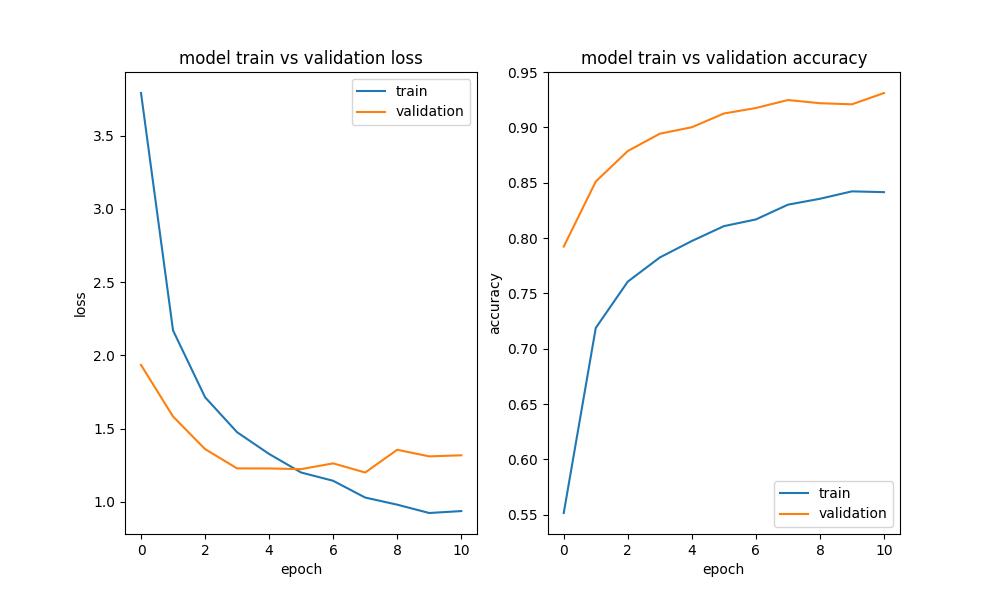 model train vs validation loss
train
validation
3.5
3.0
2.5
2.0
1.5
1.0
loss
0 2 4 6 8 10
epoch
model train vs validation accuracy
0.95
0.90
0.85
0.80
0.75
0.70
0.65
0.60
0.55
accuracy
train
validation
0 2 4 6 8 10
epoch